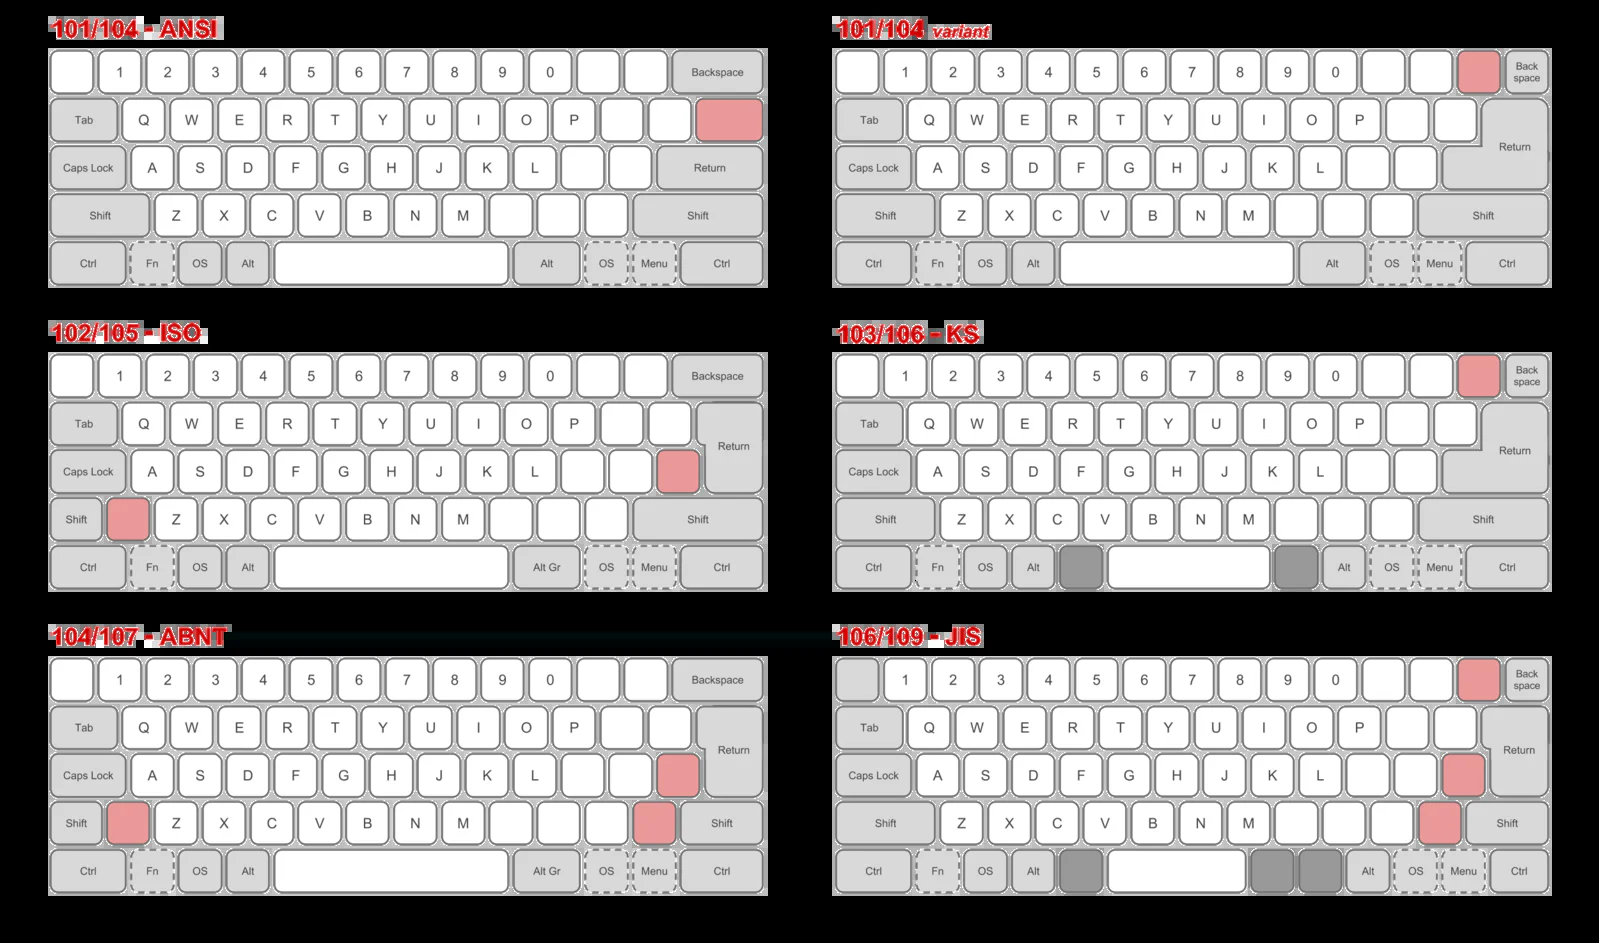 101/104 - ANSI
1 2 3 4 5 6 7 8 9 0 Backspace
Tab Q W E R T Y U I O P
Caps Lock A S D F G H J K L Return
Shift Z X C V B N M Shift
Ctrl Fn OS Alt Alt OS Menu Ctrl
101/104 variant
1 2 3 4 5 6 7 8 9 0 Back space
Tab Q W E R T Y U I O P
Return
Caps Lock A S D F G H J K L
Shift Z X C V B N M Shift
Ctrl Fn OS Alt Alt OS Menu Ctrl
102/105 - ISO
1 2 3 4 5 6 7 8 9 0 Backspace
Tab Q W E R T Y U I O P
Return
Caps Lock A S D F G H J K L
Shift Z X C V B N M Shift
Ctrl Fn OS Alt Alt Gr OS Menu Ctrl
103/106 - KS
1 2 3 4 5 6 7 8 9 0 Back space
Tab Q W E R T Y U I O P
Return
Caps Lock A S D F G H J K L
Shift Z X C V B N M Shift
Ctrl Fn OS Alt Alt OS Menu Ctrl
104/107 - ABNT
1 2 3 4 5 6 7 8 9 0 Backspace
Tab Q W E R T Y U I O P
Return
Caps Lock A S D F G H J K L
Shift Z X C V B N M Shift
Ctrl Fn OS Alt Alt Gr OS Menu Ctrl
106/109 - JIS
1 2 3 4 5 6 7 8 9 0 Back space
Tab Q W E R T Y U I O P
Return
Caps Lock A S D F G H J K L
Shift Z X C V B N M Shift
Ctrl Fn OS Alt Alt OS Menu Ctrl